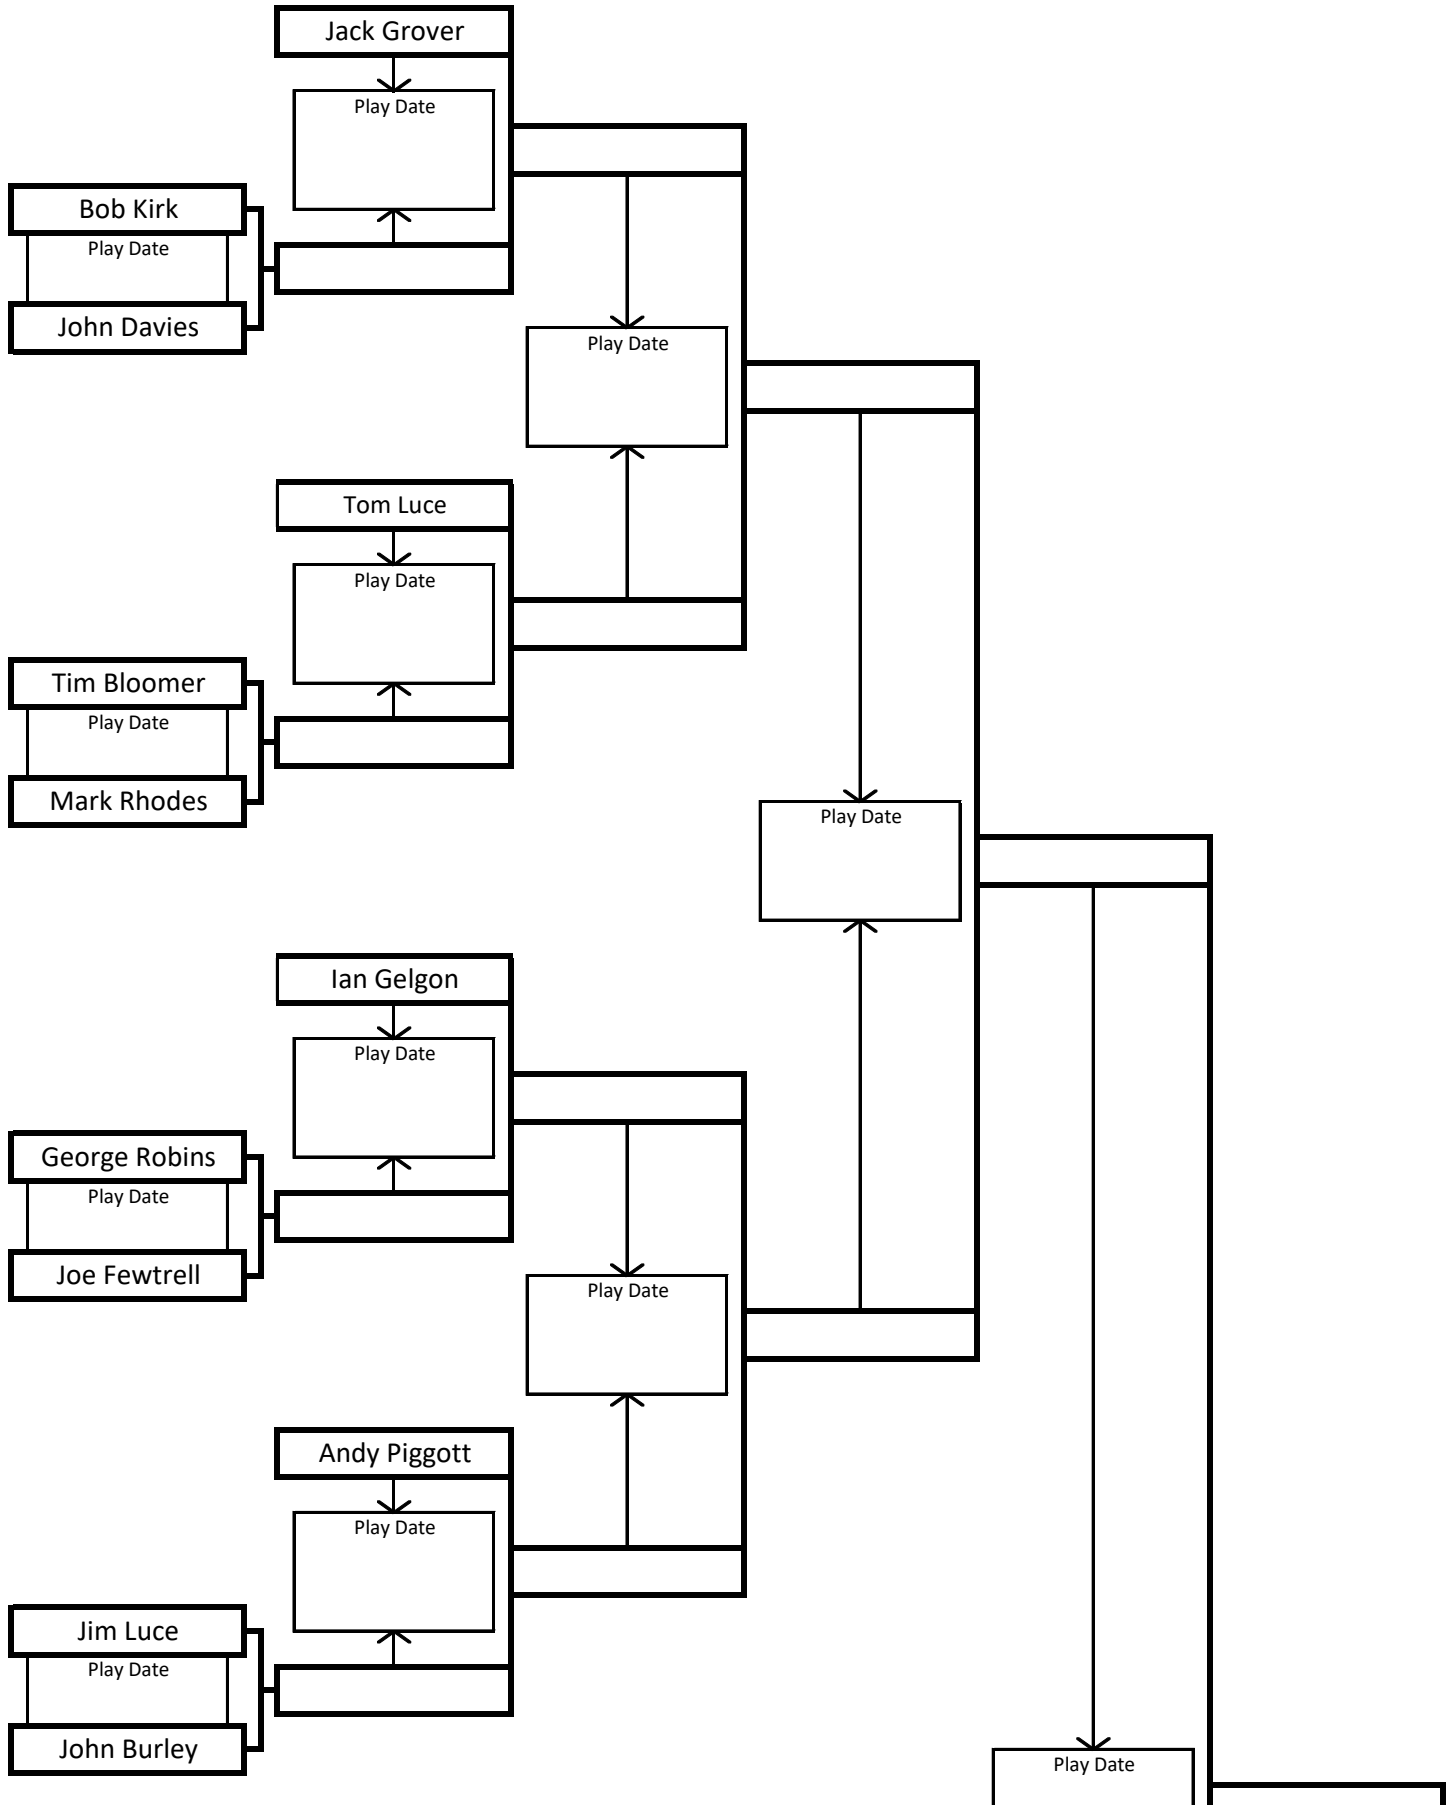 Jack Grover
Play Date
Bob Kirk
Play Date
John Davies
Play Date
Tom Luce
Play Date
Tim Bloomer
Play Date
Mark Rhodes
Play Date
Ian Gelgon
Play Date
George Robins
Play Date
Joe Fewtrell
Play Date
Andy Piggott
Play Date
Jim Luce
Play Date
John Burley
Play Date